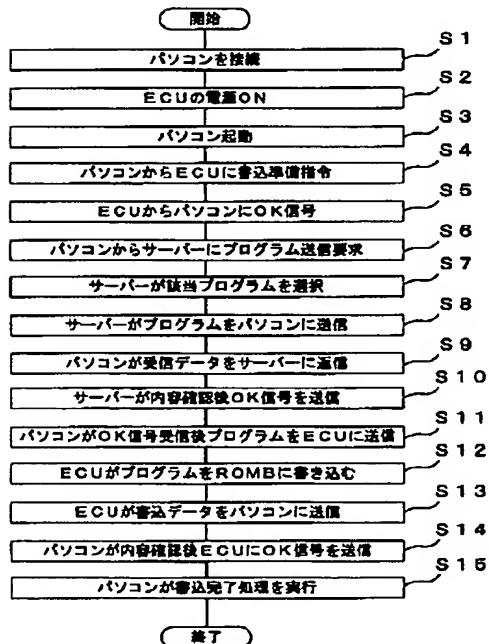 開始
S1
パソコンを接続
S2
ECUの電源ON
S3
パソコン起動
S4
パソコンからECUに書込準備指令
S5
ECUからパソコンにOK信号
S6
パソコンからサーバーにプログラム送信要求
S7
サーバーが該当プログラムを選択
S8
サーバーがプログラムをパソコンに送信
S9
パソコンが受信データをサーバーに返信
S10
サーバーが内容確認後OK信号を送信
S11
パソコンがOK信号受信後プログラムをECUに送信
S12
ECUがプログラムをROMBに書き込む
S13
ECUが書込データをパソコンに送信
S14
パソコンが内容確認後ECUにOK信号を送信
S15
パソコンが書込完了処理を実行
終了